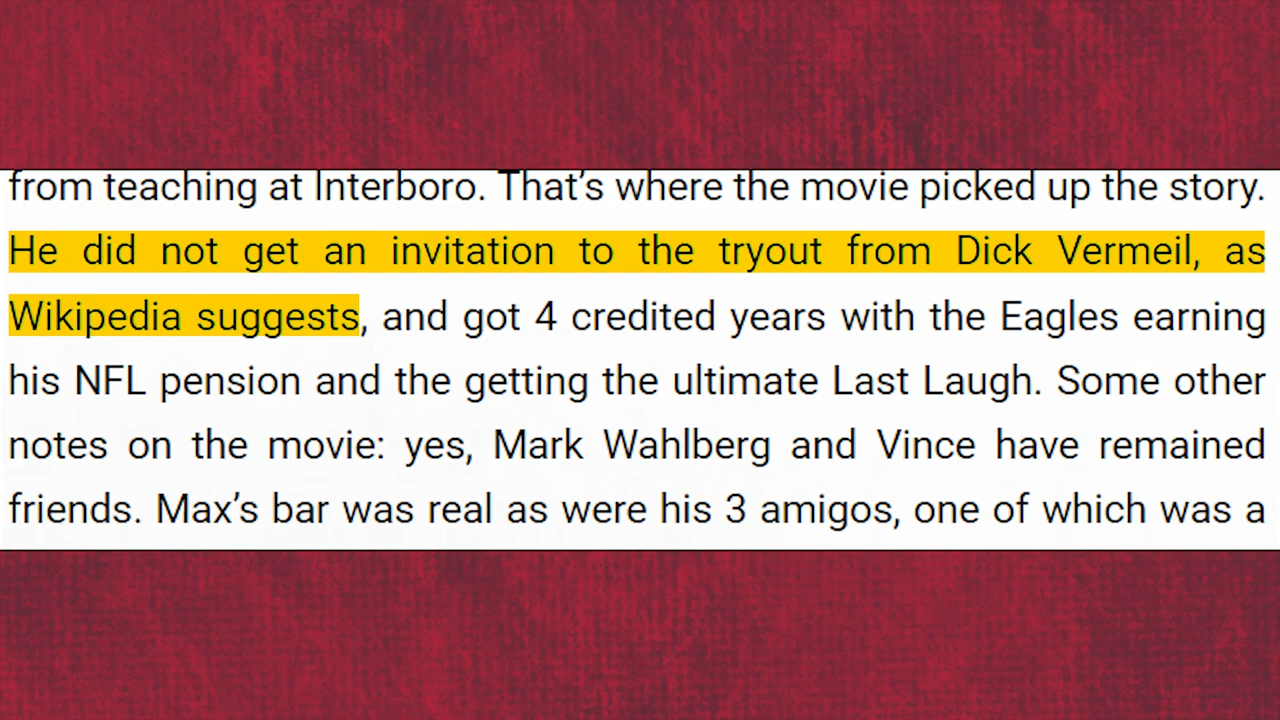 from teaching at Interboro. That’s where the movie picked up the story.
He did not get an invitation to the tryout from Dick Vermeil, as
Wikipedia suggests, and got 4 credited years with the Eagles earning
his NFL pension and the getting the ultimate Last Laugh. Some other
notes on the movie: yes, Mark Wahlberg and Vince have remained
friends. Max’s bar was real as were his 3 amigos, one of which was a